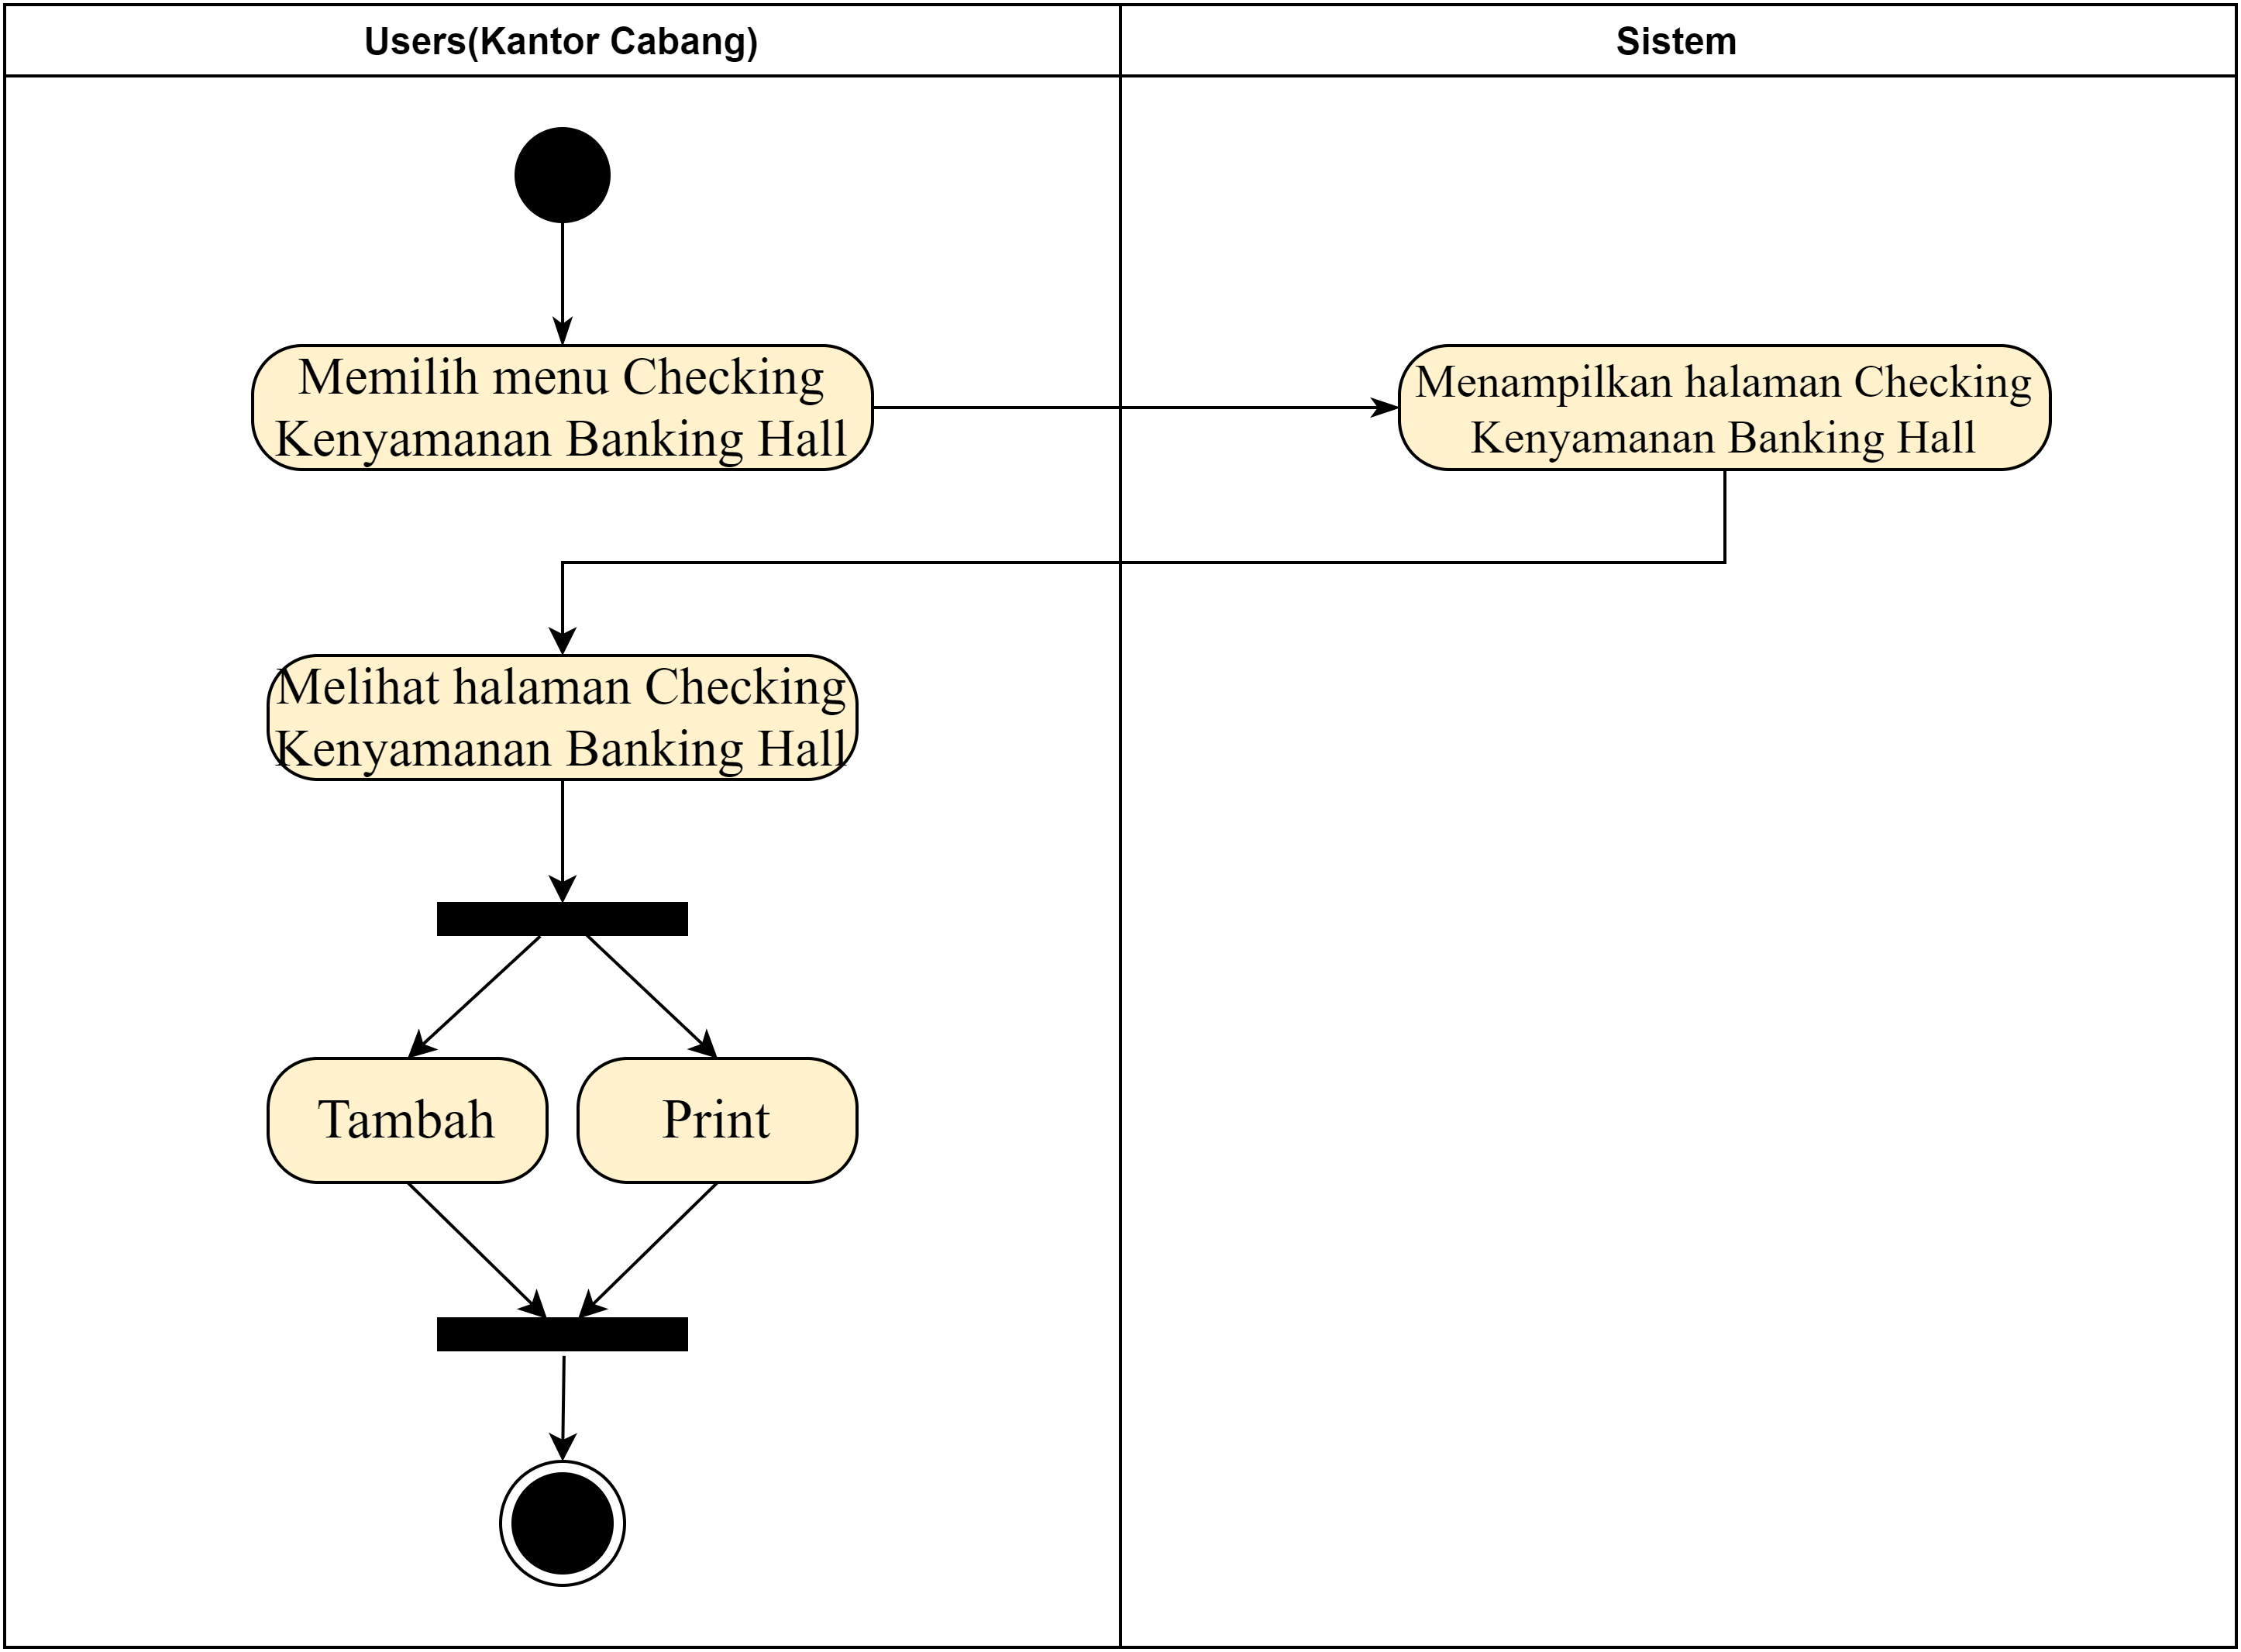 Users(Kantor Cabang)
Sistem
Memilih menu Checking
Kenyamanan Banking Hall
Menampilkan halaman Checking
Kenyamanan Banking Hall
Melihat halaman Checking
Kenyamanan Banking Hall
Tambah
Print